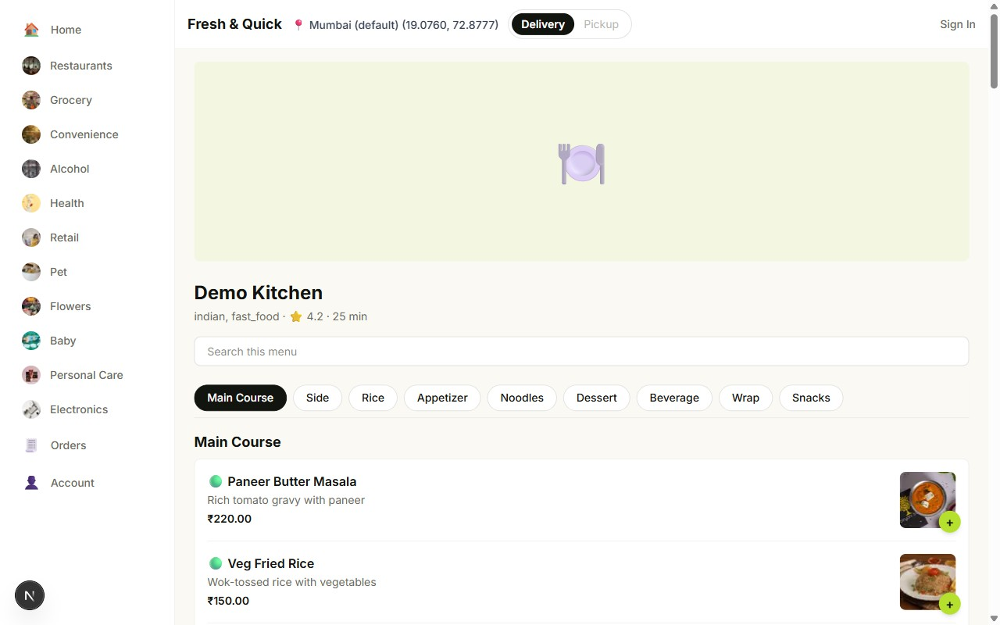 Home
Restaurants
Grocery
Convenience
Alcohol
Health
Retail
Pet
Flowers
Baby
Personal Care
Electronics
Orders
Account
N
Fresh & Quick
Mumbai (default) (19.0760, 72.8777)
Delivery
Pickup
Sign In
Demo Kitchen
indian, fast_food · ⭐ 4.2 · 25 min
Search this menu
Main Course
Side
Rice
Appetizer
Noodles
Dessert
Beverage
Wrap
Snacks
Main Course
Paneer Butter Masala
Rich tomato gravy with paneer
₹220.00
+
Veg Fried Rice
Wok-tossed rice with vegetables
₹150.00
+